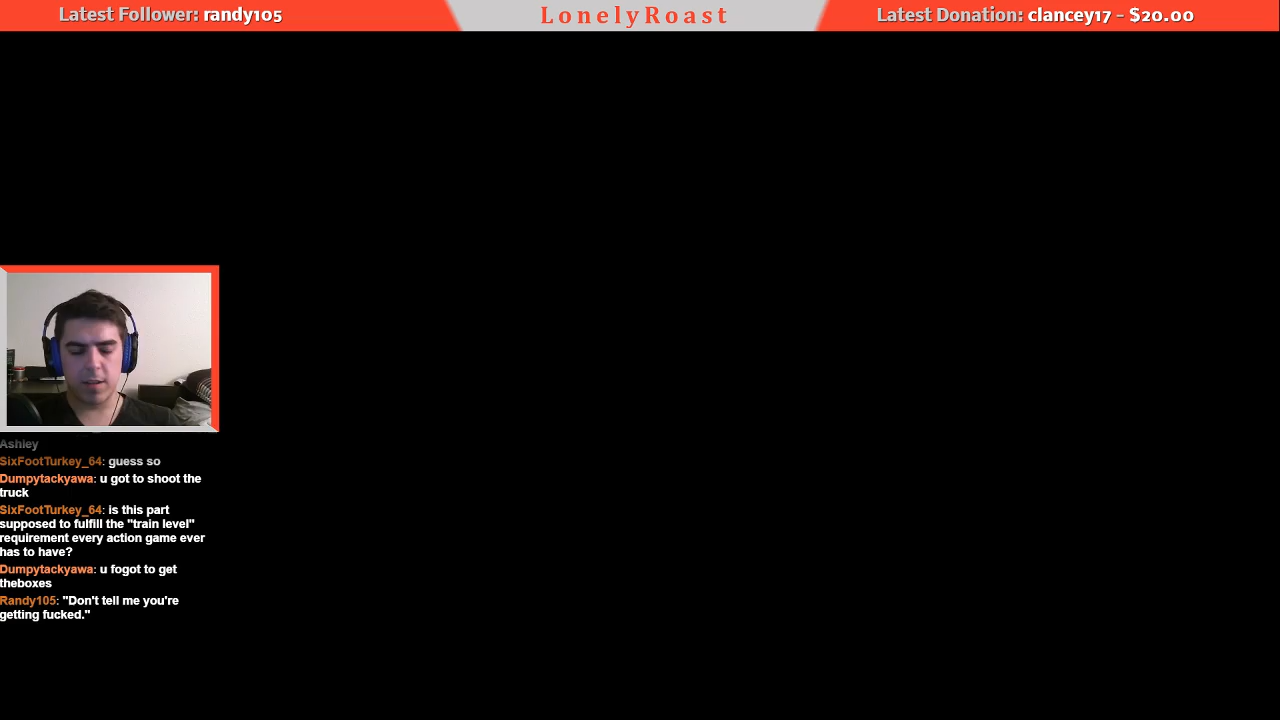 Latest Follower: randy105
LonelyRoast
Latest Donation: clancey17 - $20.00
Ashley
SixFootTurkey_64: guess so
Dumpytackyawa: u got to shoot the
truck
SixFootTurkey_64: is this part
supposed to fulfill the "train level"
requirement every action game ever
has to have?
Dumpytackyawa: u fogot to get
theboxes
Randy105: "Don't tell me you're
getting fucked."